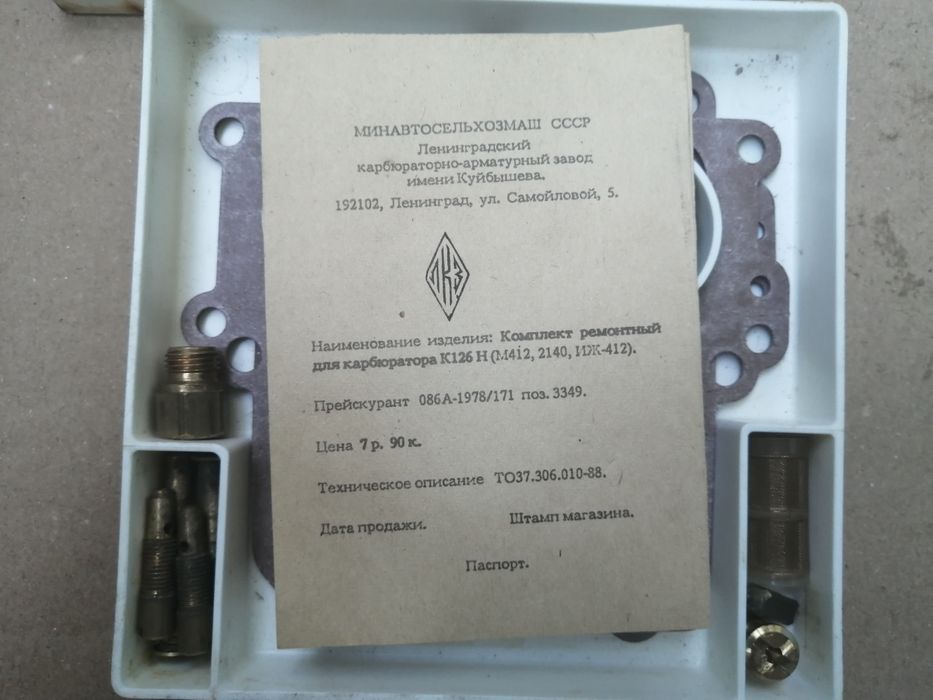 МИНАВТОСЕЛЬХОЗМАШ СССР
Ленинградский
карбюраторно-арматурный завод
имени Куйбышева.
192102, Ленинград, ул. Самойловой, 5.
ЛКЗ
Наименование изделия: Комплект ремонтный
для карбюратора К126 Н (М412, 2140, ИЖ-412).
Прейскурант 086А-1978/171 поз. 3349.
Цена 7 р. 90 к.
Техническое описание ТО37.306.010-88.
Дата продажи. Штамп магазина.
Паспорт.